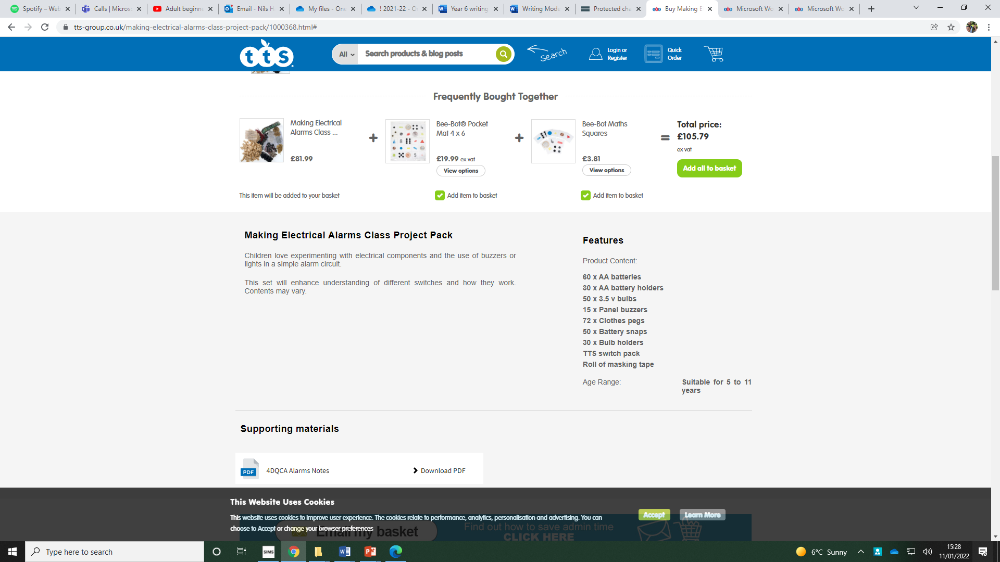 Spotify – Web
Calls | Micros
Adult beginne
Email - Nils H
My files - One
! 2021-22 - O
Year 6 writing
Writing Mode
Protected cha
Buy Making E
Microsoft Wo
Microsoft Wo
tts-group.co.uk/making-electrical-alarms-class-project-pack/1000368.html#
tts
All
Search products & blog posts
Search
Login or
Register
Quick
Order
Frequently Bought Together
Making Electrical
Alarms Class ...
£81.99
Bee-Bot® Pocket
Mat 4 x 6
£19.99 ex vat
View options
Bee-Bot Maths
Squares
£3.81
View options
Total price:
£105.79
ex vat
Add all to basket
This item will be added to your basket
Add item to basket
Add item to basket
Making Electrical Alarms Class Project Pack
Children love experimenting with electrical components and the use of buzzers or
lights in a simple alarm circuit.
This set will enhance understanding of different switches and how they work.
Contents may vary.
Features
Product Content:
60 x AA batteries
30 x AA battery holders
50 x 3.5 v bulbs
15 x Panel buzzers
72 x Clothes pegs
50 x Battery snaps
30 x Bulb holders
TTS switch pack
Roll of masking tape
Age Range:
Suitable for 5 to 11
years
Supporting materials
PDF
4DQCA Alarms Notes
Download PDF
This Website Uses Cookies
This website uses cookies to improve user experience. The cookies relate to performance, analytics, personalisation and advertising. You can
choose to Accept or change your browser preferences
Accept
Learn More
Email my basket
Find out how to save admin time
CLICK HERE
Type here to search
SIMS
6°C Sunny
15:28
11/01/2022